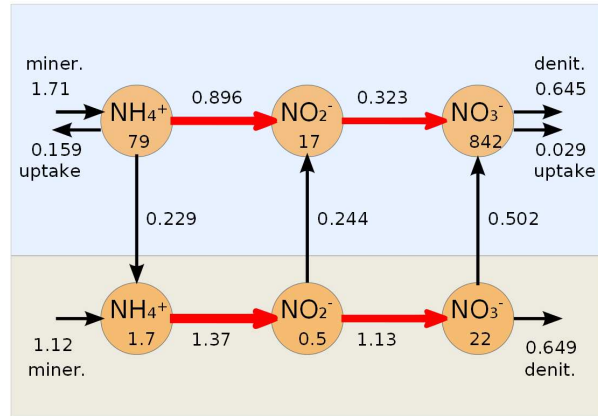 miner.
1.71
0.159
uptake
NH₄⁺
79
0.896
NO₂⁻
17
0.323
NO₃⁻
842
denit.
0.645
0.029
uptake
0.229
0.244
0.502
1.12
miner.
NH₄⁺
1.7
1.37
NO₂⁻
0.5
1.13
NO₃⁻
22
0.649
denit.